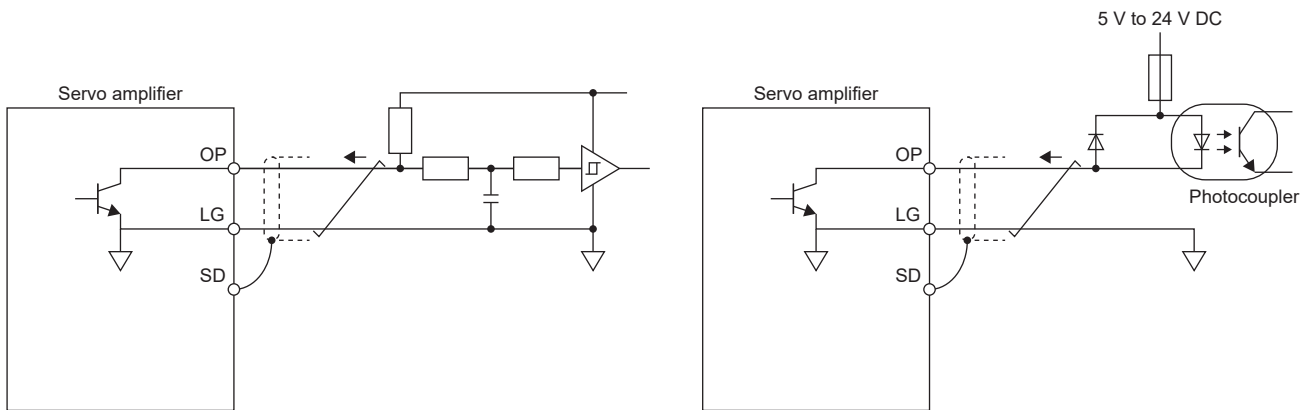 Servo amplifier
OP
LG
SD
5 V to 24 V DC
Servo amplifier
OP
LG
SD
Photocoupler